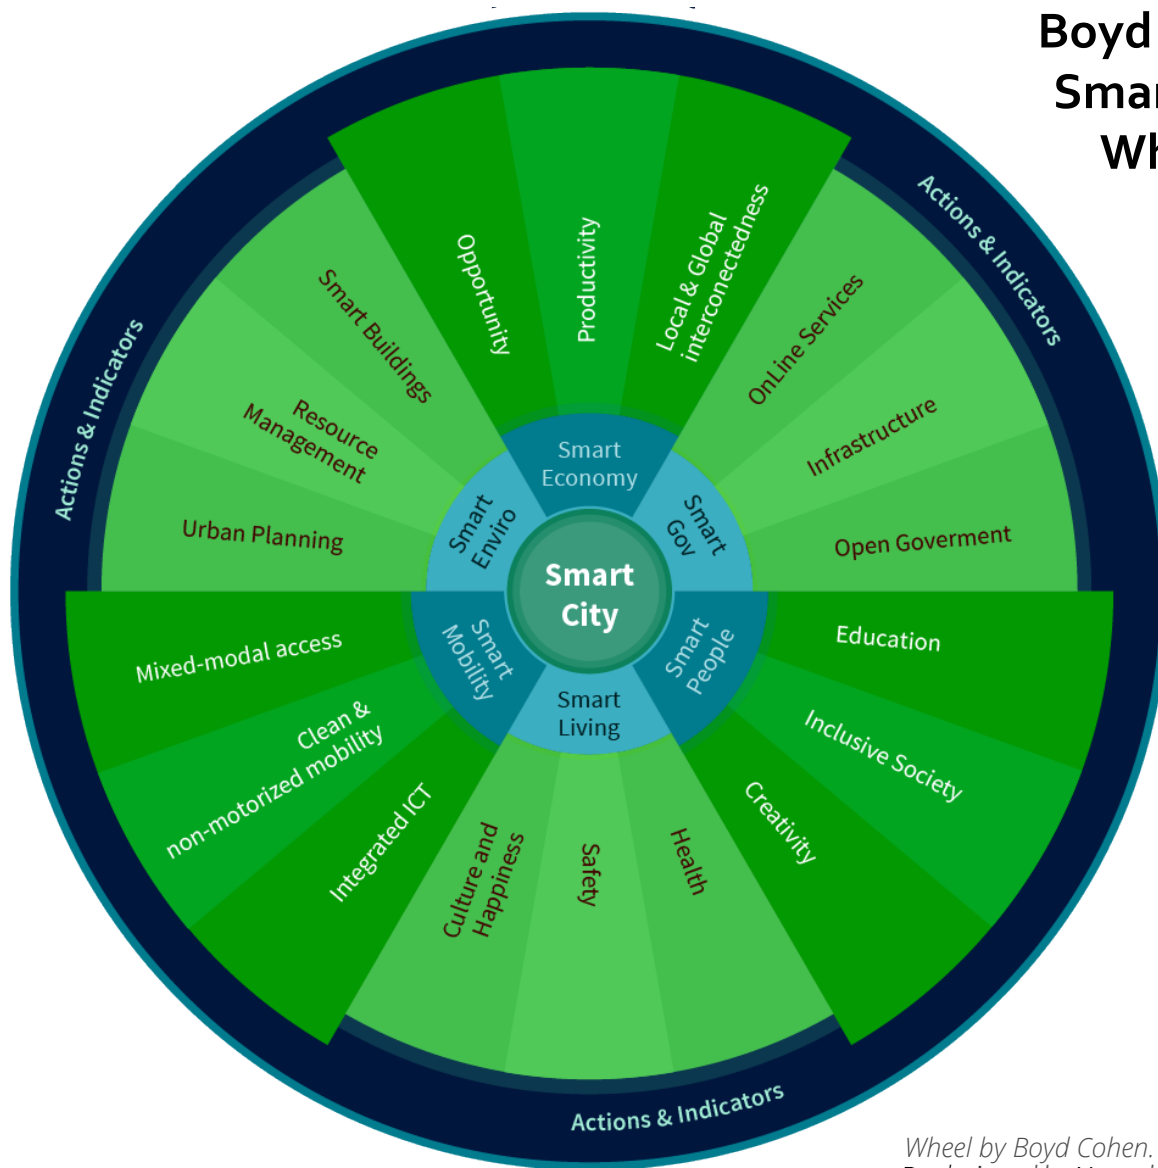 Boyd
Actions & Indicators
Opportunity
Productivity
Local & Global
interconectedness
OnLine Services
Infrastructure
Open Goverment
Education
Inclusive Society
Creativity
Health
Safety
Culture and
Happiness
Integrated ICT
Clean &
non-motorized mobility
Mixed-modal access
Urban Planning
Resource
Management
Smart Buildings
Actions & Indicators
Smart
Economy
Smart
Gov
Smart
People
Smart
Living
Smart
Mobility
Smart
Enviro
Smart
City
Actions & Indicators
Wheel by Boyd Cohen.